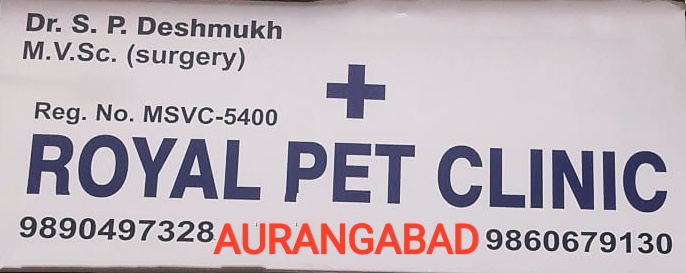 Dr. S. P. Deshmukh
M.V.Sc. (surgery)
Reg. No. MSVC-5400
ROYAL PET CLINIC
9890497328 AURANGABAD 9860679130